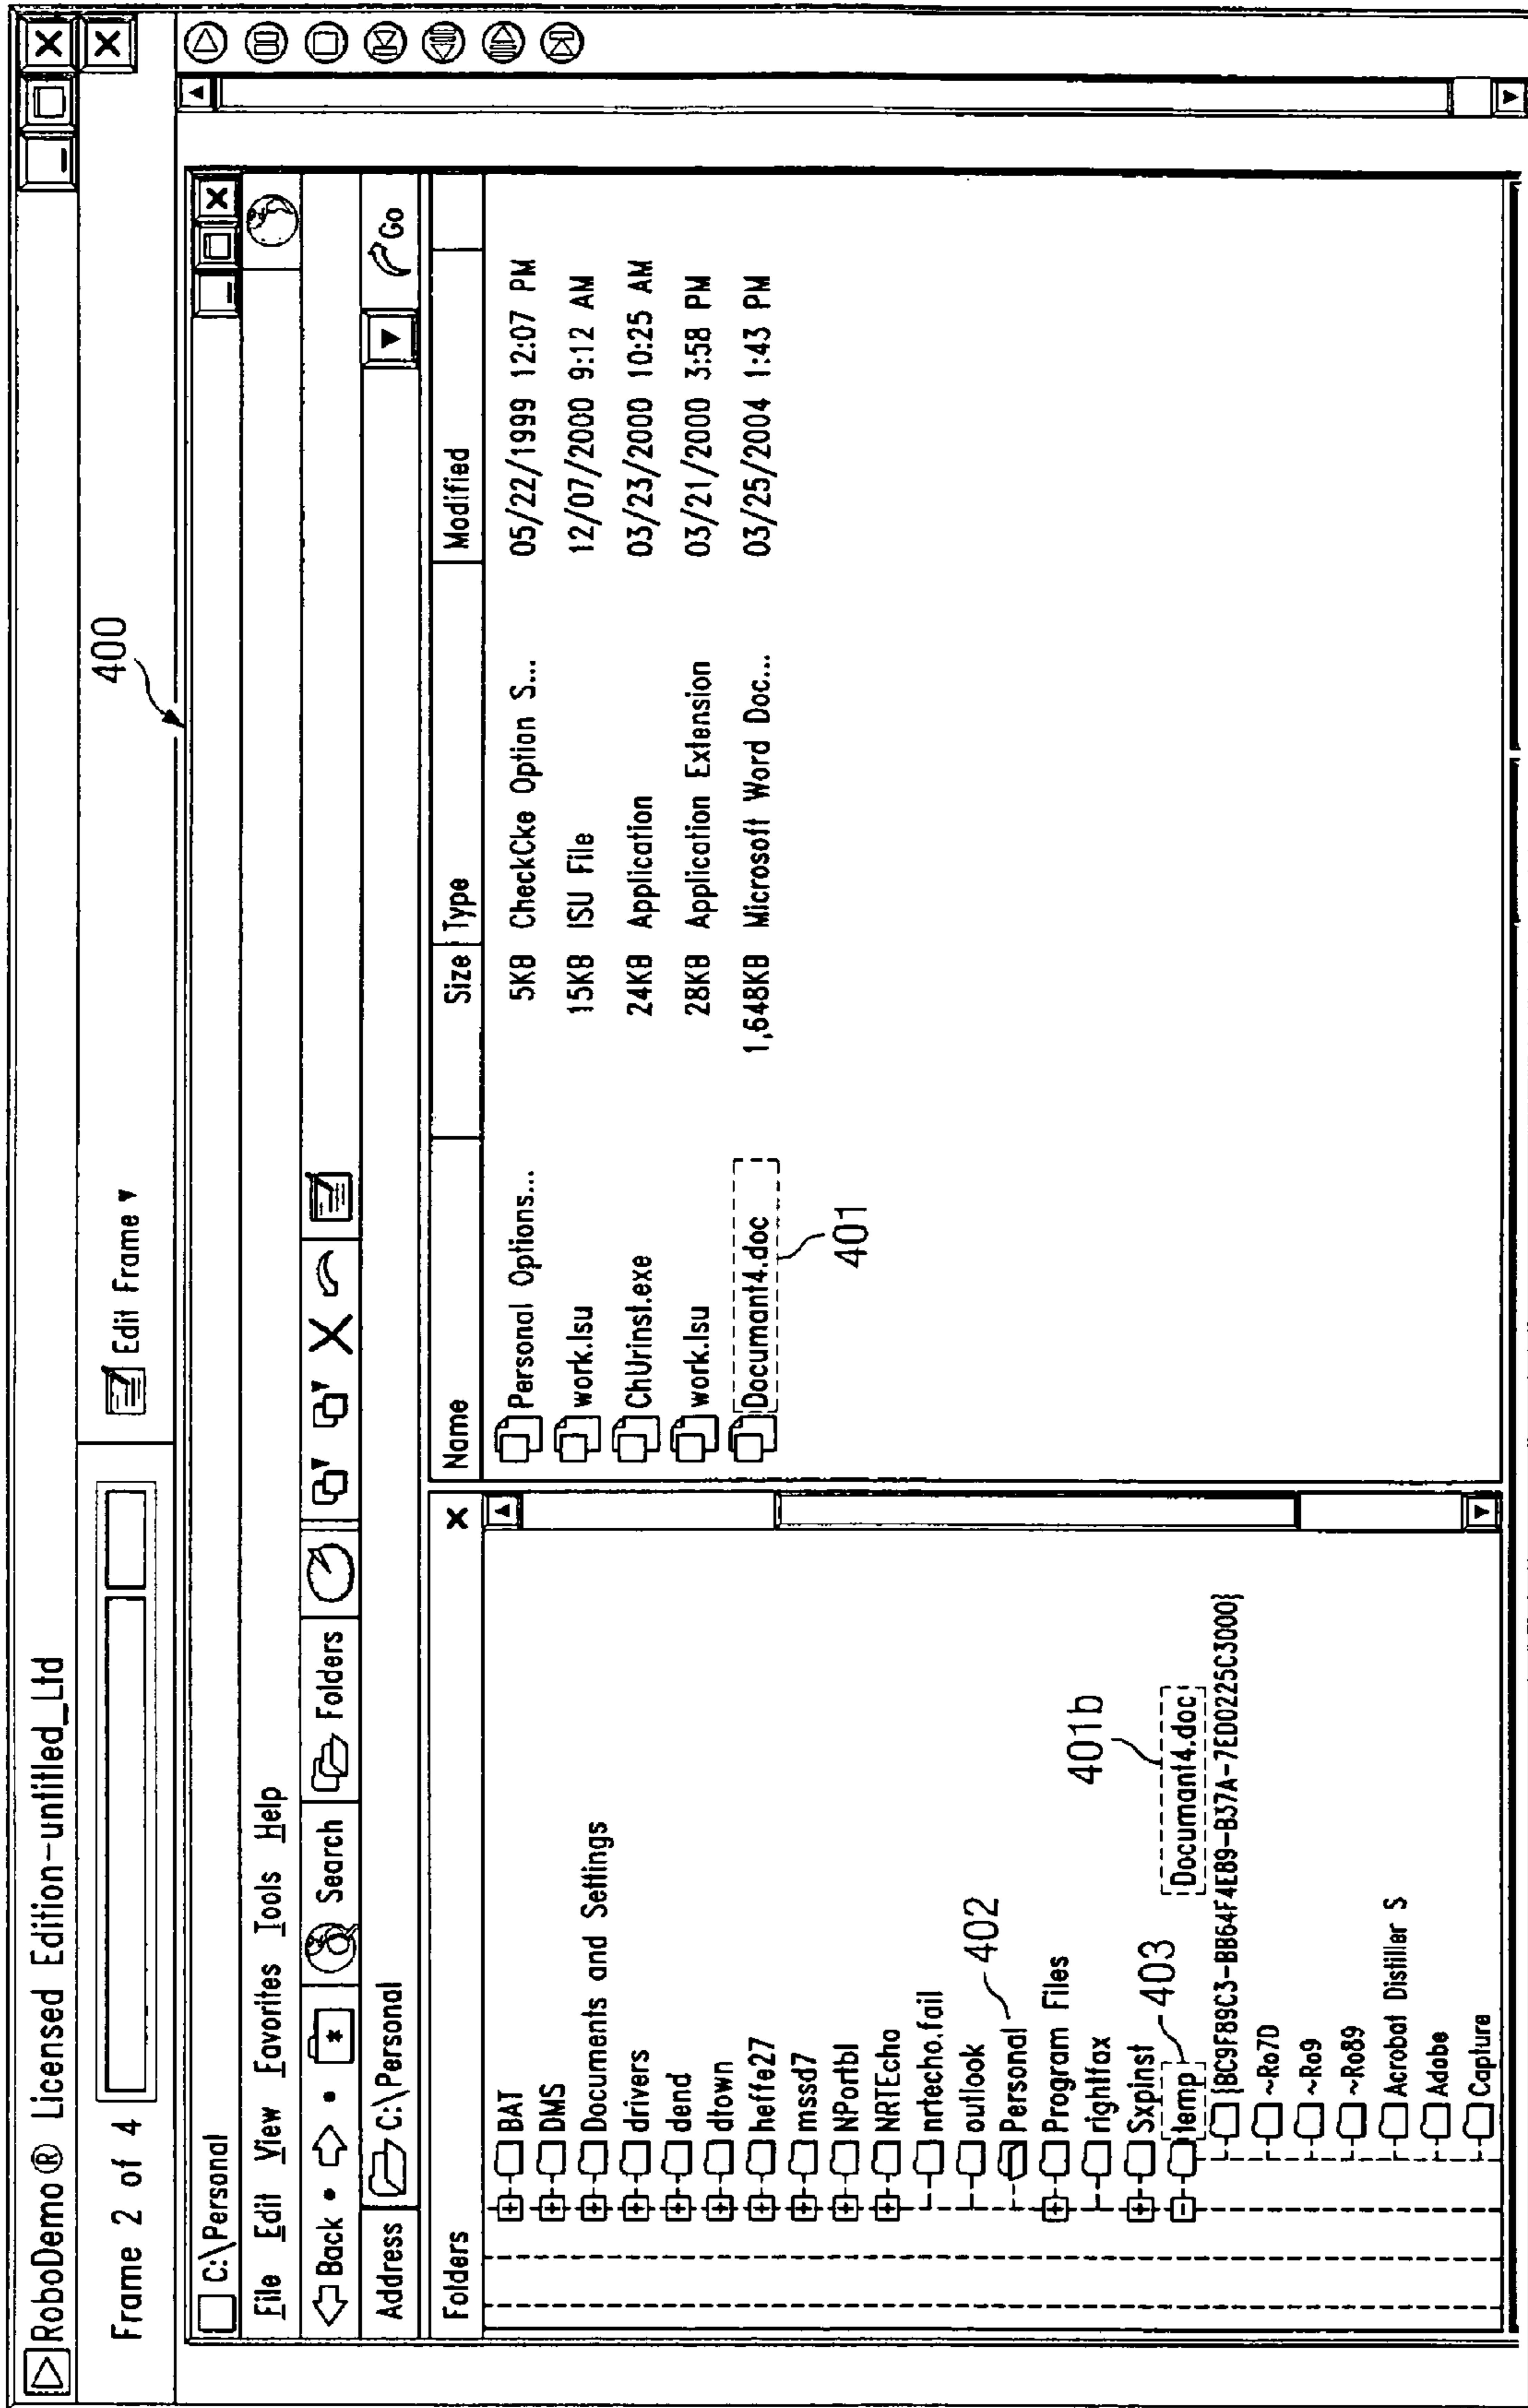 RoboDemo® Licensed Edition-untitled_Ltd
Frame 2 of 4
Edit Frame
400
C:\Personal
File Edit View Favorites Tools Help
Back Search Folders
Address C:\Personal Go
Folders
BAT
DMS
Documents and Settings
drivers
dend
dtown
heffe27
mssd7
NPortbl
NRTEcho
nrtecho.fail
outlook
Personal 402
Program Files
rightfax
Sxpinst
temp 403
Documant4.doc 401b
{BC9F89C3-BB64F4E89-B37A-7ED0225C3000}
~Ro7D
~Ro9
~Ro89
Acrobat Distiller S
Adobe
Capture
Name Size Type Modified
Personal Options... 5KB CheckCke Option S... 05/22/1999 12:07 PM
work.lsu 15KB ISU File 12/07/2000 9:12 AM
ChUrinst.exe 24KB Application 03/23/2000 10:25 AM
work.lsu 28KB Application Extension 03/21/2000 3:58 PM
Documant4.doc 1,648KB Microsoft Word Doc... 03/25/2004 1:43 PM
401